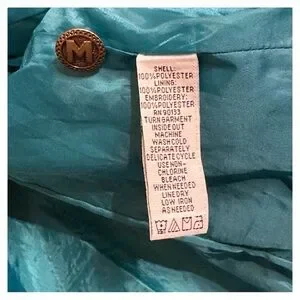 M
SHELL:
100%POLYESTER
LINING:
100%POLYESTER
EMBROIDERY:
100%POLYESTER
RN 90133
TURN GARMENT
INSIDE OUT
MACHINE
WASH COLD
SEPARATELY
DELICATE CYCLE
USE NON-
CHLORINE
BLEACH
WHEN NEEDED
LINE DRY
LOW IRON
AS NEEDED